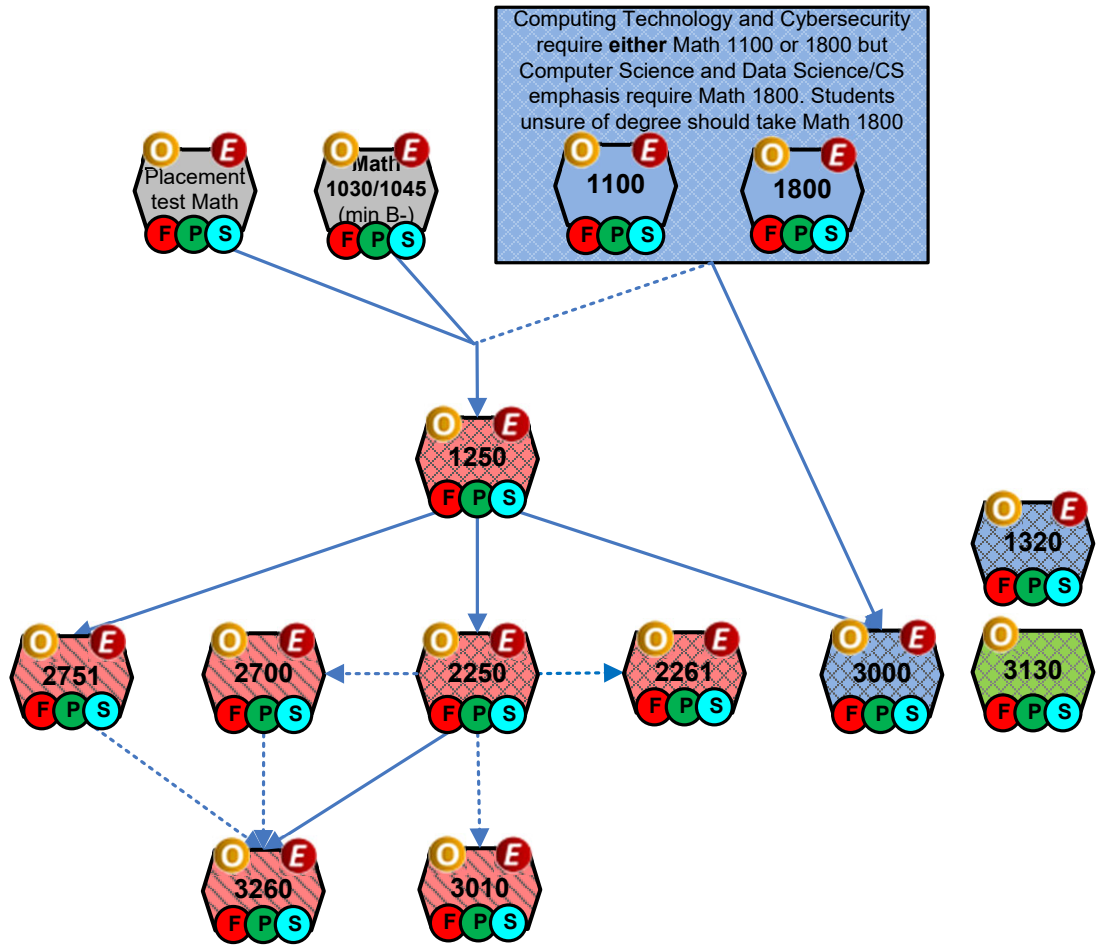 Computing Technology and Cybersecurity
require either Math 1100 or 1800 but
Computer Science and Data Science/CS
emphasis require Math 1800. Students
unsure of degree should take Math 1800
O E
Placement
test Math
F P S
O E
Math
1030/1045
(min B-)
F P S
O E
1100
F P S
O E
1800
F P S
O E
1250
F P S
O E
1320
F P S
O E
2751
F P S
O E
2700
F P S
O E
2250
F P S
O E
2261
F P S
O E
3000
F P S
O
3130
F P S
O E
3260
F P S
O E
3010
F P S